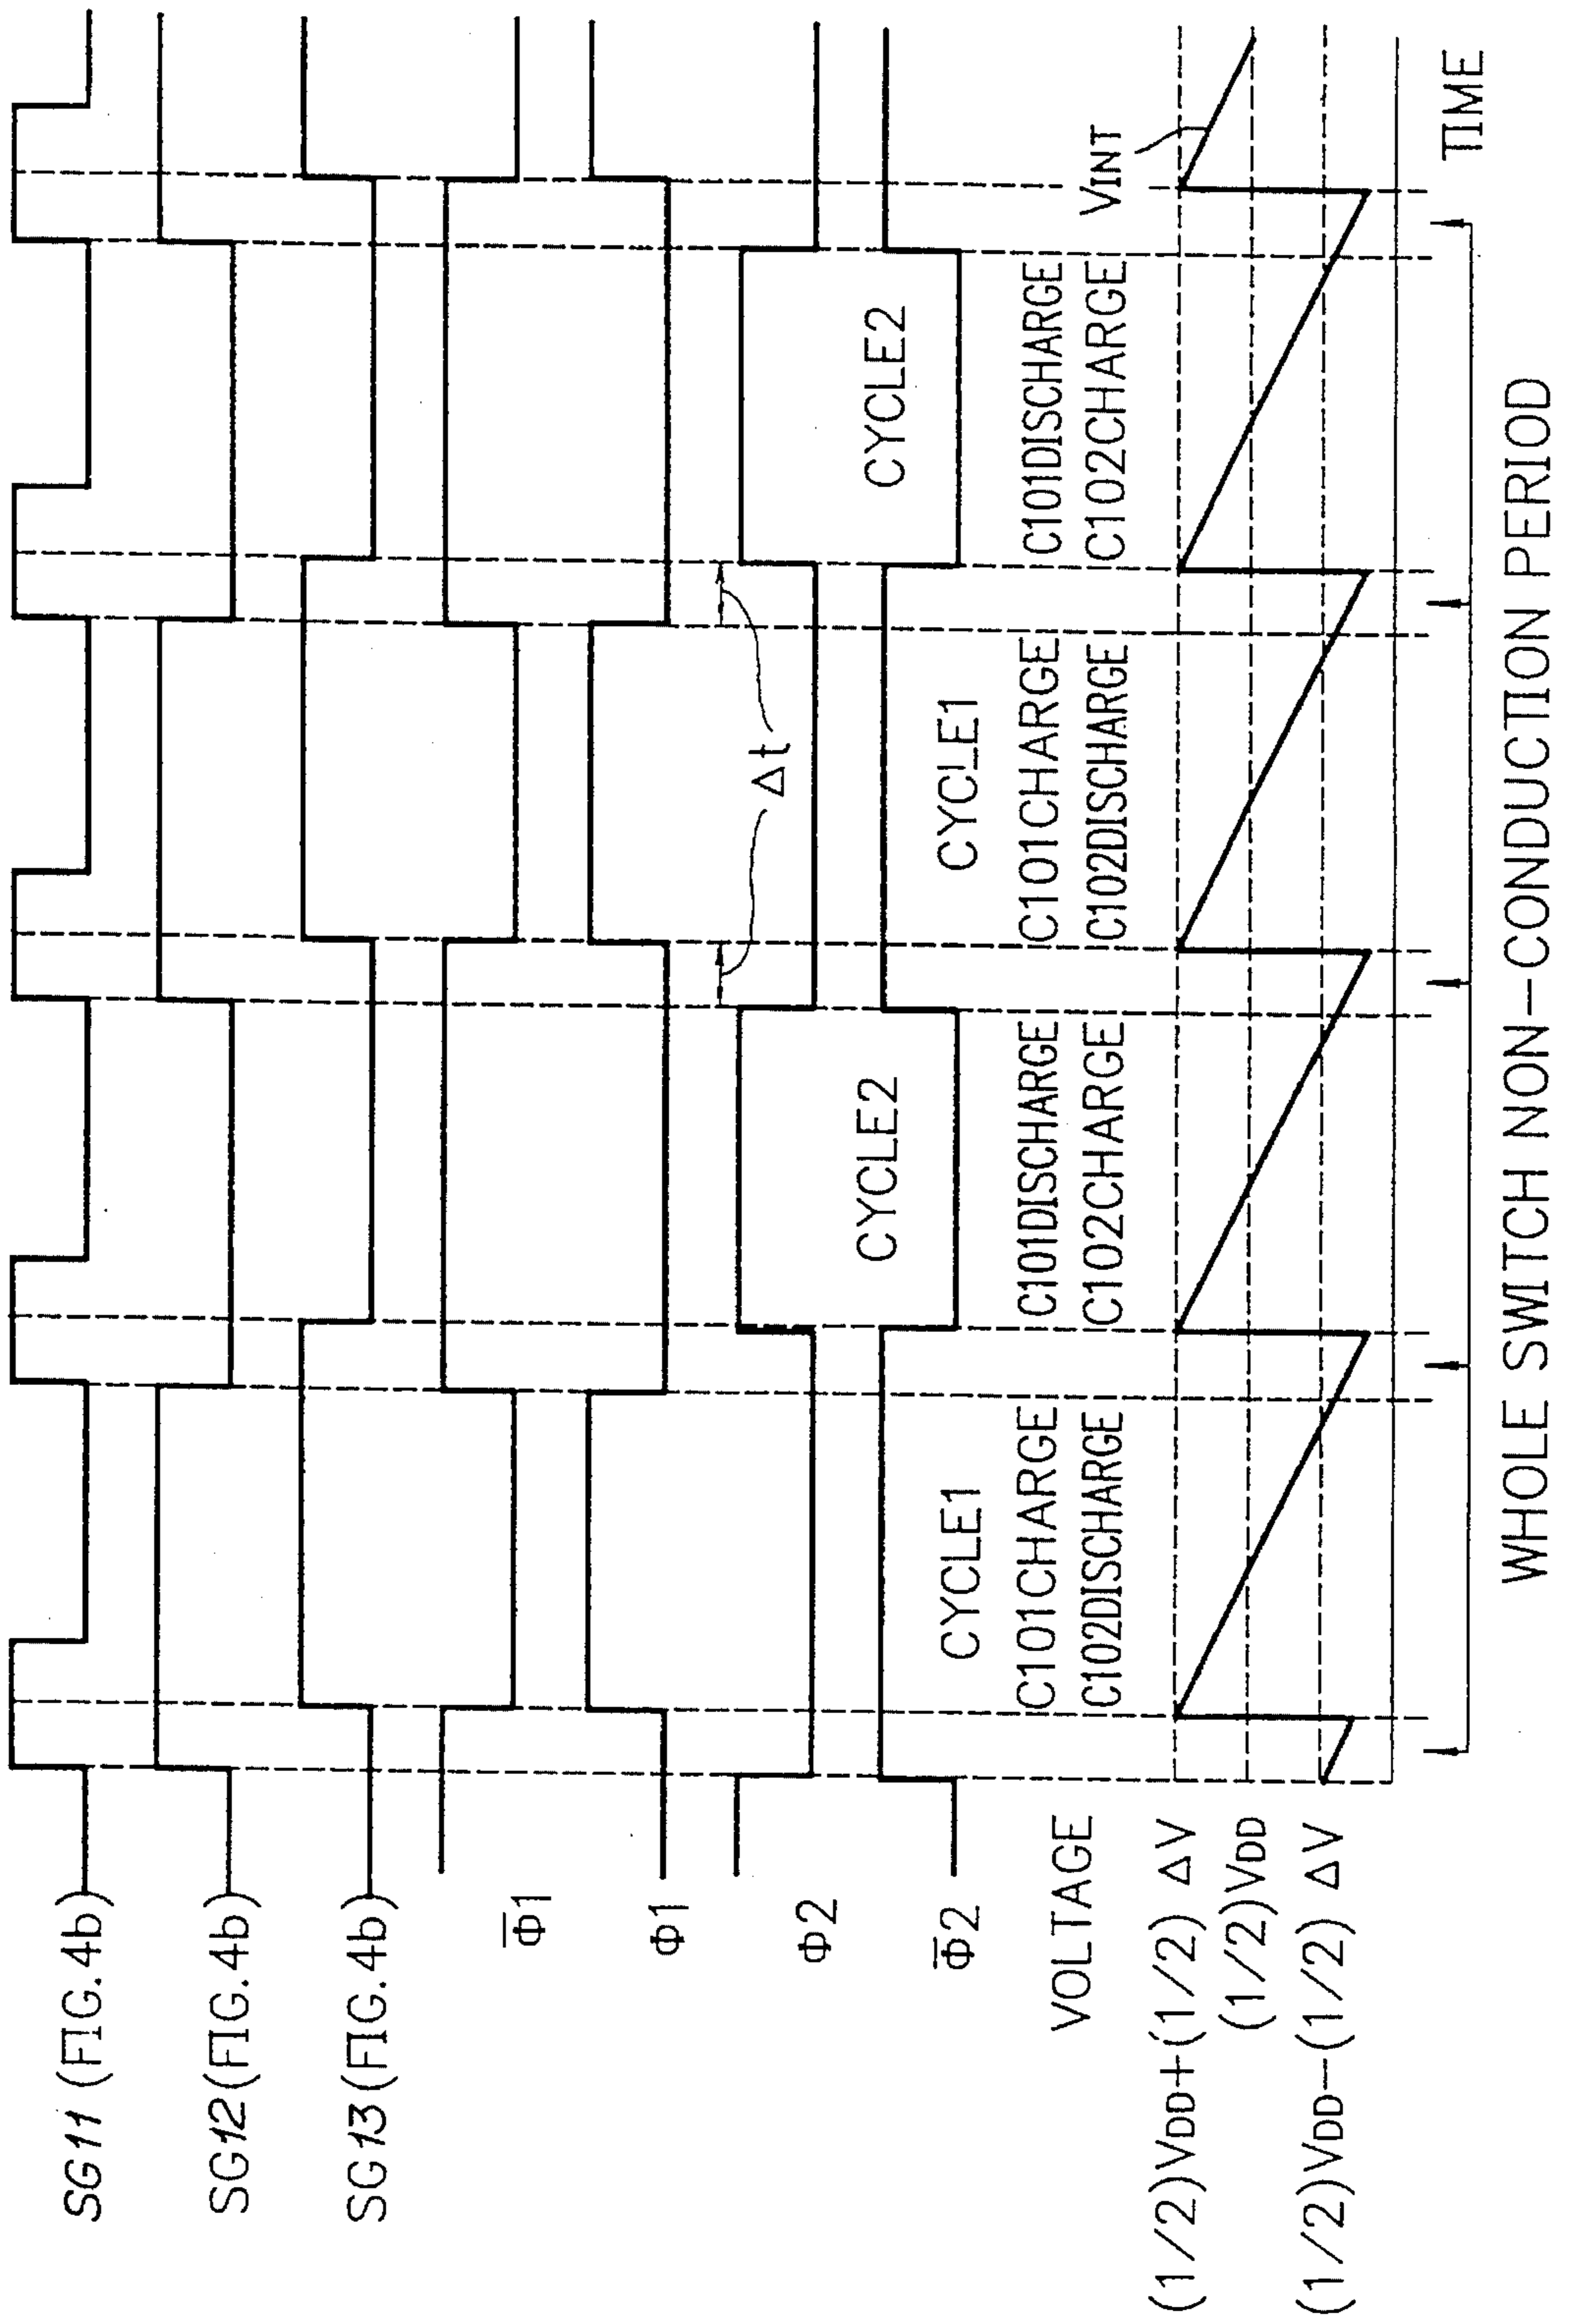 SG11 (FIG.4b)
SG12(FIG.4b)
SG13(FIG.4b)
Φ̅1
Φ1
Φ2
Φ̅2
Δt
CYCLE1
CYCLE2
CYCLE1
CYCLE2
C101CHARGE
C102DISCHARGE
C101DISCHARGE
C102CHARGE
C101CHARGE
C102DISCHARGE
C101DISCHARGE
C102CHARGE
VOLTAGE
VINT
(1/2)VDD+(1/2) ΔV
(1/2)VDD
(1/2)VDD-(1/2) ΔV
TIME
WHOLE SWITCH NON-CONDUCTION PERIOD